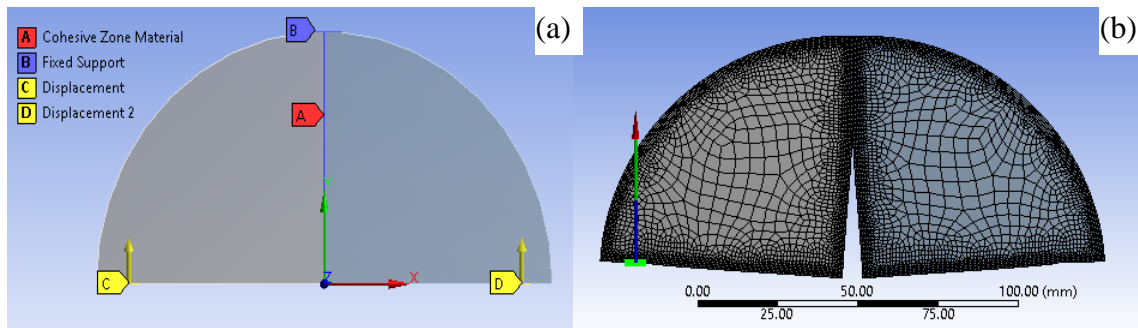 A Cohesive Zone Material
B Fixed Support
C Displacement
D Displacement 2
B
(a)
A
Y
C
Z
X
D
(b)
0.00 50.00 100.00 (mm)
25.00 75.00